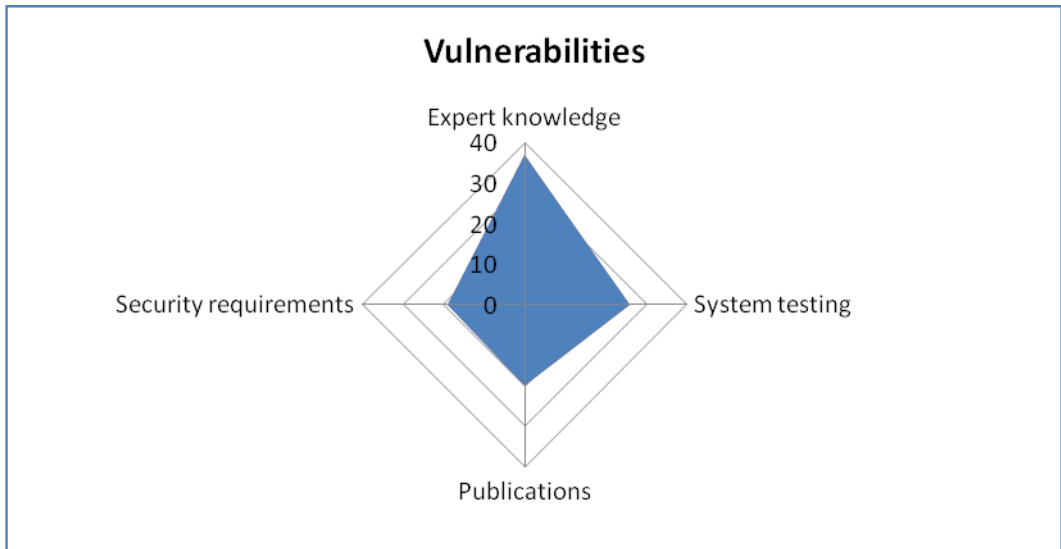 Vulnerabilities
Expert knowledge
40
30
20
10
0
Security requirements
System testing
Publications